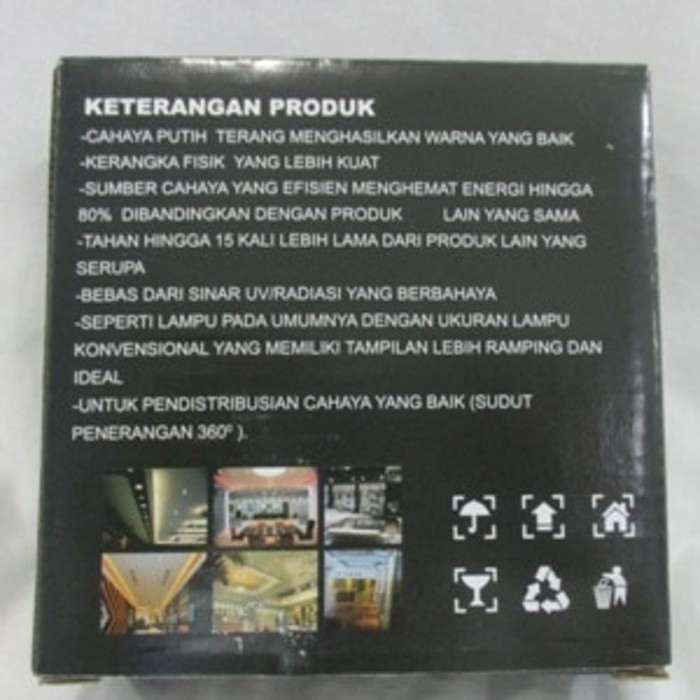 KETERANGAN PRODUK
-CAHAYA PUTIH TERANG MENGHASILKAN WARNA YANG BAIK
-KERANGKA FISIK YANG LEBIH KUAT
-SUMBER CAHAYA YANG EFISIEN MENGHEMAT ENERGI HINGGA
80% DIBANDINGKAN DENGAN PRODUK LAIN YANG SAMA
-TAHAN HINGGA 15 KALI LEBIH LAMA DARI PRODUK LAIN YANG
SERUPA
-BEBAS DARI SINAR UV/RADIASI YANG BERBAHAYA
-SEPERTI LAMPU PADA UMUMNYA DENGAN UKURAN LAMPU
KONVENSIONAL YANG MEMILIKI TAMPILAN LEBIH RAMPING DAN
IDEAL
-UNTUK PENDISTRIBUSIAN CAHAYA YANG BAIK (SUDUT
PENERANGAN 360º ).